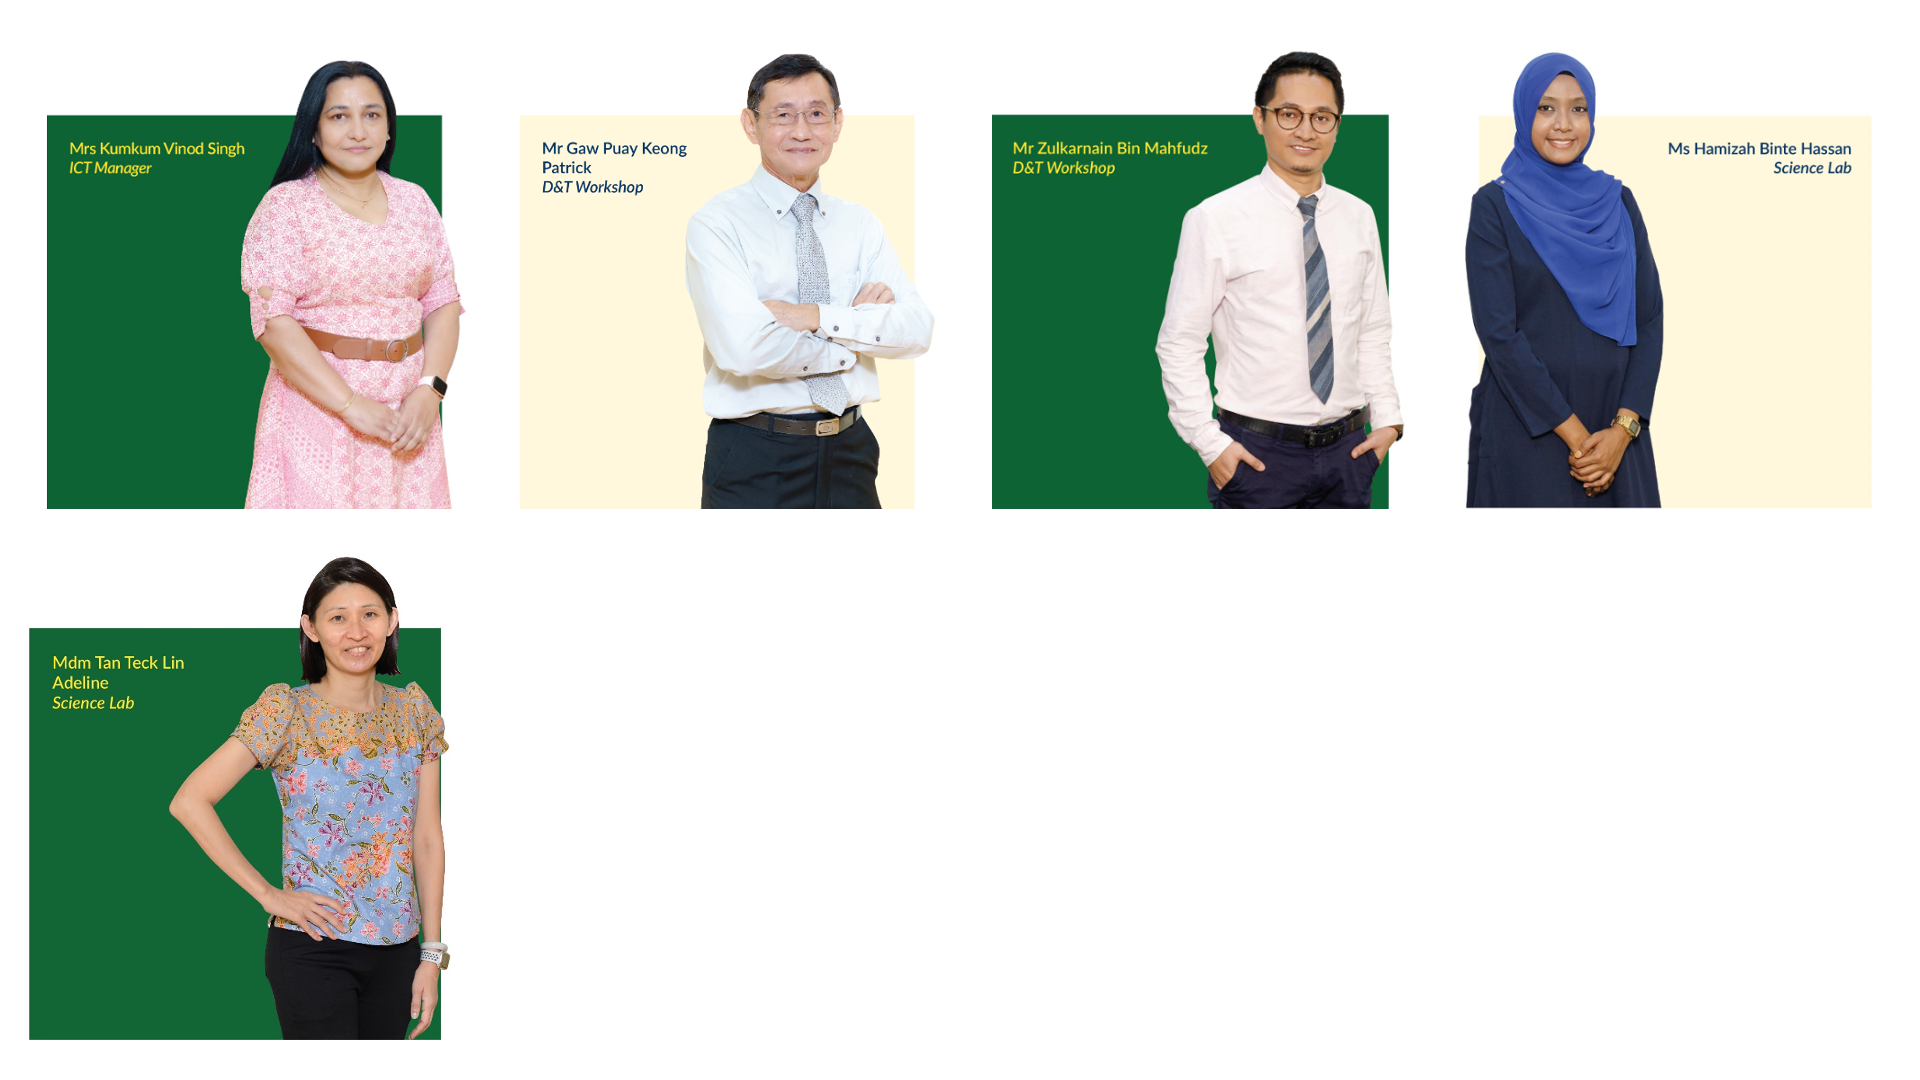 Mrs Kumkum Vinod Singh
ICT Manager
Mr Gaw Puay Keong
Patrick
D&T Workshop
Mr Zulkarnain Bin Mahfudz
D&T Workshop
Ms Hamizah Binte Hassan
Science Lab
Mdm Tan Teck Lin
Adeline
Science Lab